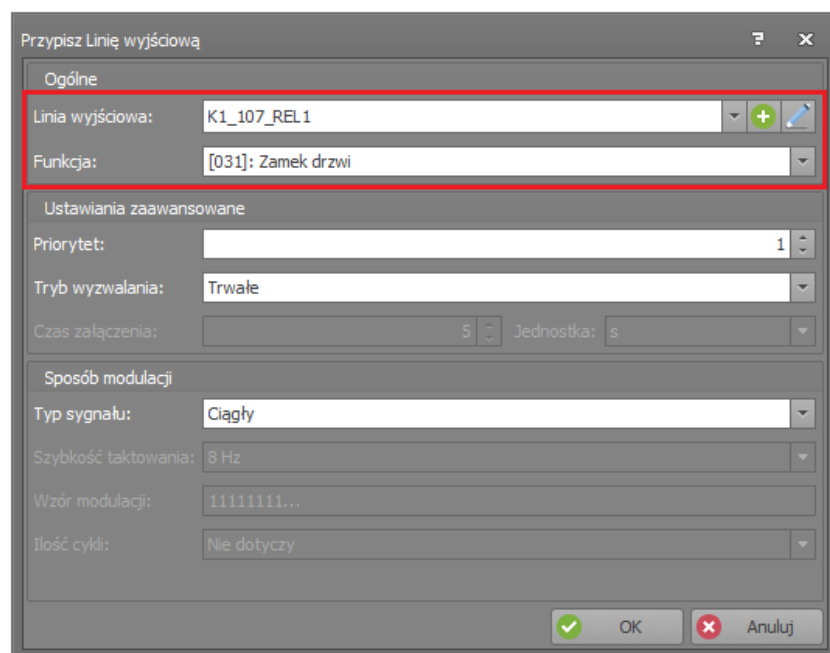 Przypisz Linię wyjściową
Ogólne
Linia wyjściowa: K1_107_REL1
Funkcja: [031]: Zamek drzwi
Ustawiania zaawansowane
Priorytet: 1
Tryb wyzwalania: Trwałe
Czas załączenia: 5 Jednostka: s
Sposób modulacji
Typ sygnału: Ciągły
Szybkość taktowania: 8 Hz
Wzór modulacji: 11111111...
Ilość cykli: Nie dotyczy
OK Anuluj